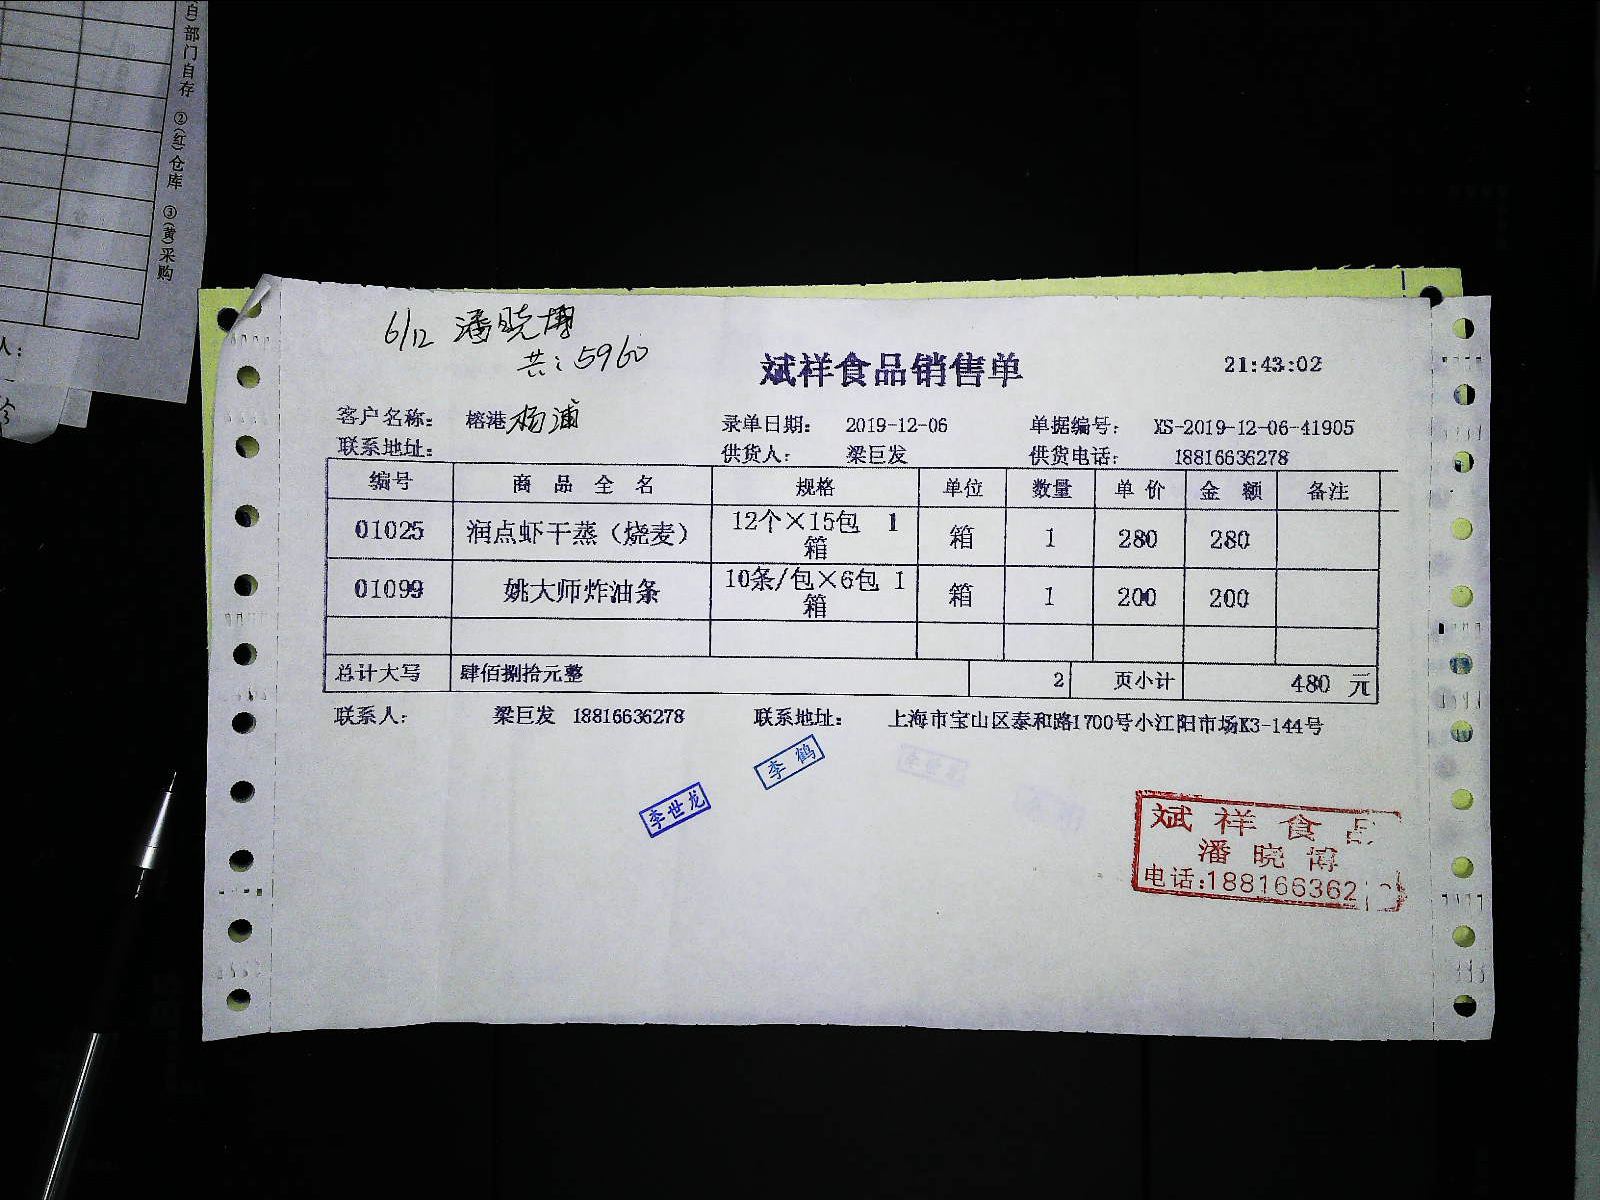 自)部门自存 ②(红)仓库 ③(黄)采购
人：
6/12 潘晓博
共：5960
斌祥食品销售单 21:43:02
客户名称： 榕港杨浦 录单日期： 2019-12-06 单据编号： XS-2019-12-06-41905
联系地址： 供货人： 梁巨发 供货电话： 18816636278
编号 商品全名 规格 单位 数量 单价 金额 备注
01025 润点虾干蒸（烧麦） 12个×15包 1箱 箱 1 280 280
01099 姚大师炸油条 10条/包×6包 1箱 箱 1 200 200
总计大写 肆佰捌拾元整 2 页小计 480 元
联系人： 梁巨发 18816636278 联系地址： 上海市宝山区泰和路1700号小江阳市场K3-144号
李鹤
李世龙
斌祥食品
潘晓博
电话:188166362